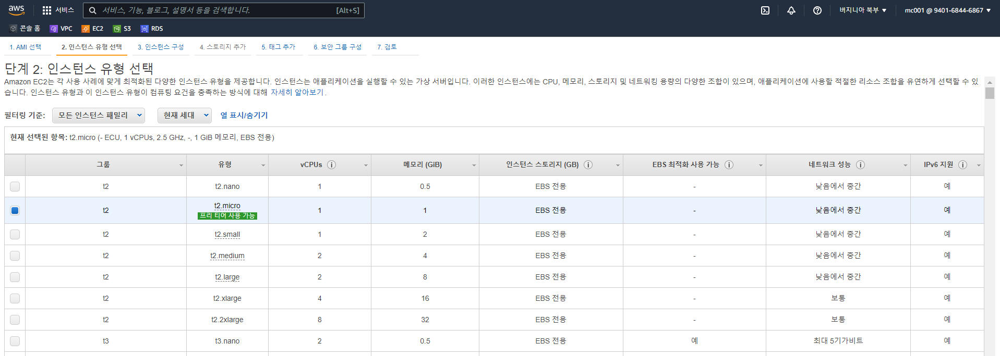 aws 서비스 서비스, 기능, 블로그, 설명서 등을 검색합니다. [Alt+S] 버지니아 북부 ▼ mc001 @ 9401-6844-6867 ▼
콘솔 홈 VPC EC2 S3 RDS
1. AMI 선택 2. 인스턴스 유형 선택 3. 인스턴스 구성 4. 스토리지 추가 5. 태그 추가 6. 보안 그룹 구성 7. 검토
단계 2: 인스턴스 유형 선택
Amazon EC2는 각 사용 사례에 맞게 최적화된 다양한 인스턴스 유형을 제공합니다. 인스턴스는 애플리케이션을 실행할 수 있는 가상 서버입니다. 이러한 인스턴스에는 CPU, 메모리, 스토리지 및 네트워킹 용량의 다양한 조합이 있으며, 애플리케이션에 사용할 적절한 리소스 조합을 유연하게 선택할 수 있
습니다. 인스턴스 유형과 이 인스턴스 유형이 컴퓨팅 요건을 충족하는 방식에 대해 자세히 알아보기.
필터링 기준: 모든 인스턴스 패밀리 현재 세대 열 표시/숨기기
현재 선택된 항목: t2.micro (- ECU, 1 vCPUs, 2.5 GHz, -, 1 GiB 메모리, EBS 전용)
그룹 유형 vCPUs 메모리 (GiB) 인스턴스 스토리지 (GB) EBS 최적화 사용 가능 네트워크 성능 IPv6 지원
t2 t2.nano 1 0.5 EBS 전용 - 낮음에서 중간 예
t2 t2.micro 1 1 EBS 전용 - 낮음에서 중간 예
프리 티어 사용 가능
t2 t2.small 1 2 EBS 전용 - 낮음에서 중간 예
t2 t2.medium 2 4 EBS 전용 - 낮음에서 중간 예
t2 t2.large 2 8 EBS 전용 - 낮음에서 중간 예
t2 t2.xlarge 4 16 EBS 전용 - 보통 예
t2 t2.2xlarge 8 32 EBS 전용 - 보통 예
t3 t3.nano 2 0.5 EBS 전용 예 최대 5기가비트 예